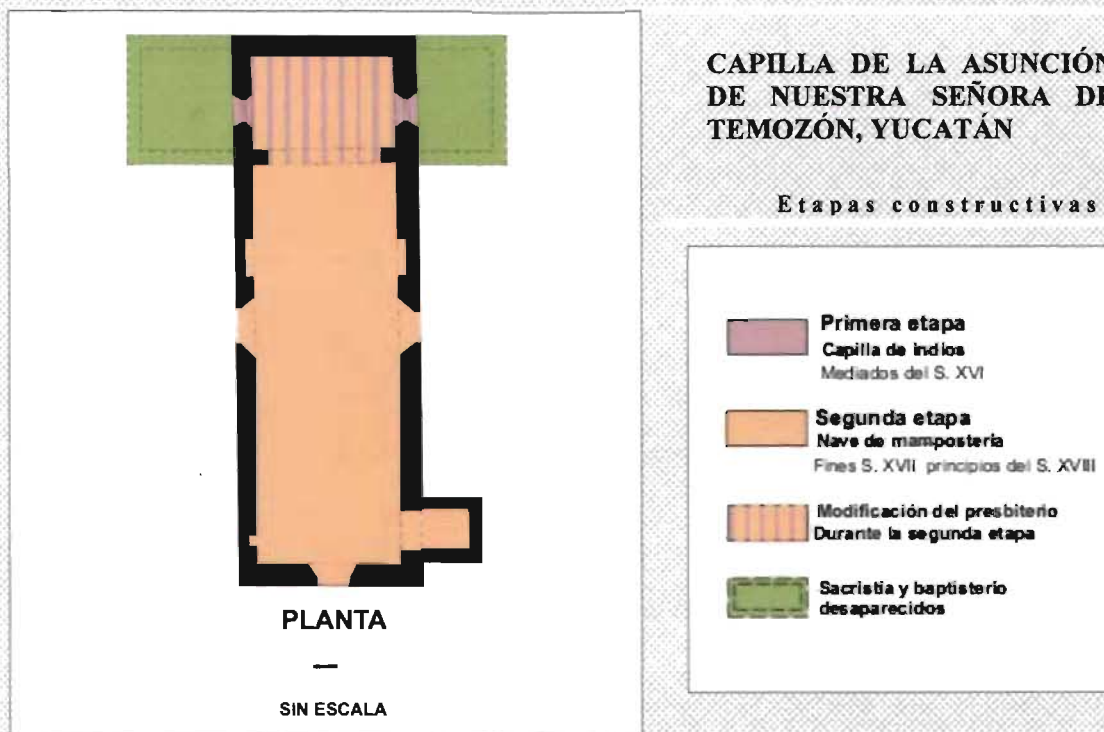 CAPILLA DE LA ASUNCIÓN
DE NUESTRA SEÑORA DE
TEMOZÓN, YUCATÁN
Etapas constructivas
Primera etapa
Capilla de indios
Mediados del S. XVI
Segunda etapa
Nave de mampostería
Fines S. XVII principios del S. XVIII
Modificación del presbiterio
Durante la segunda etapa
Sacristia y baptisterio
desaparecidos
PLANTA
SIN ESCALA